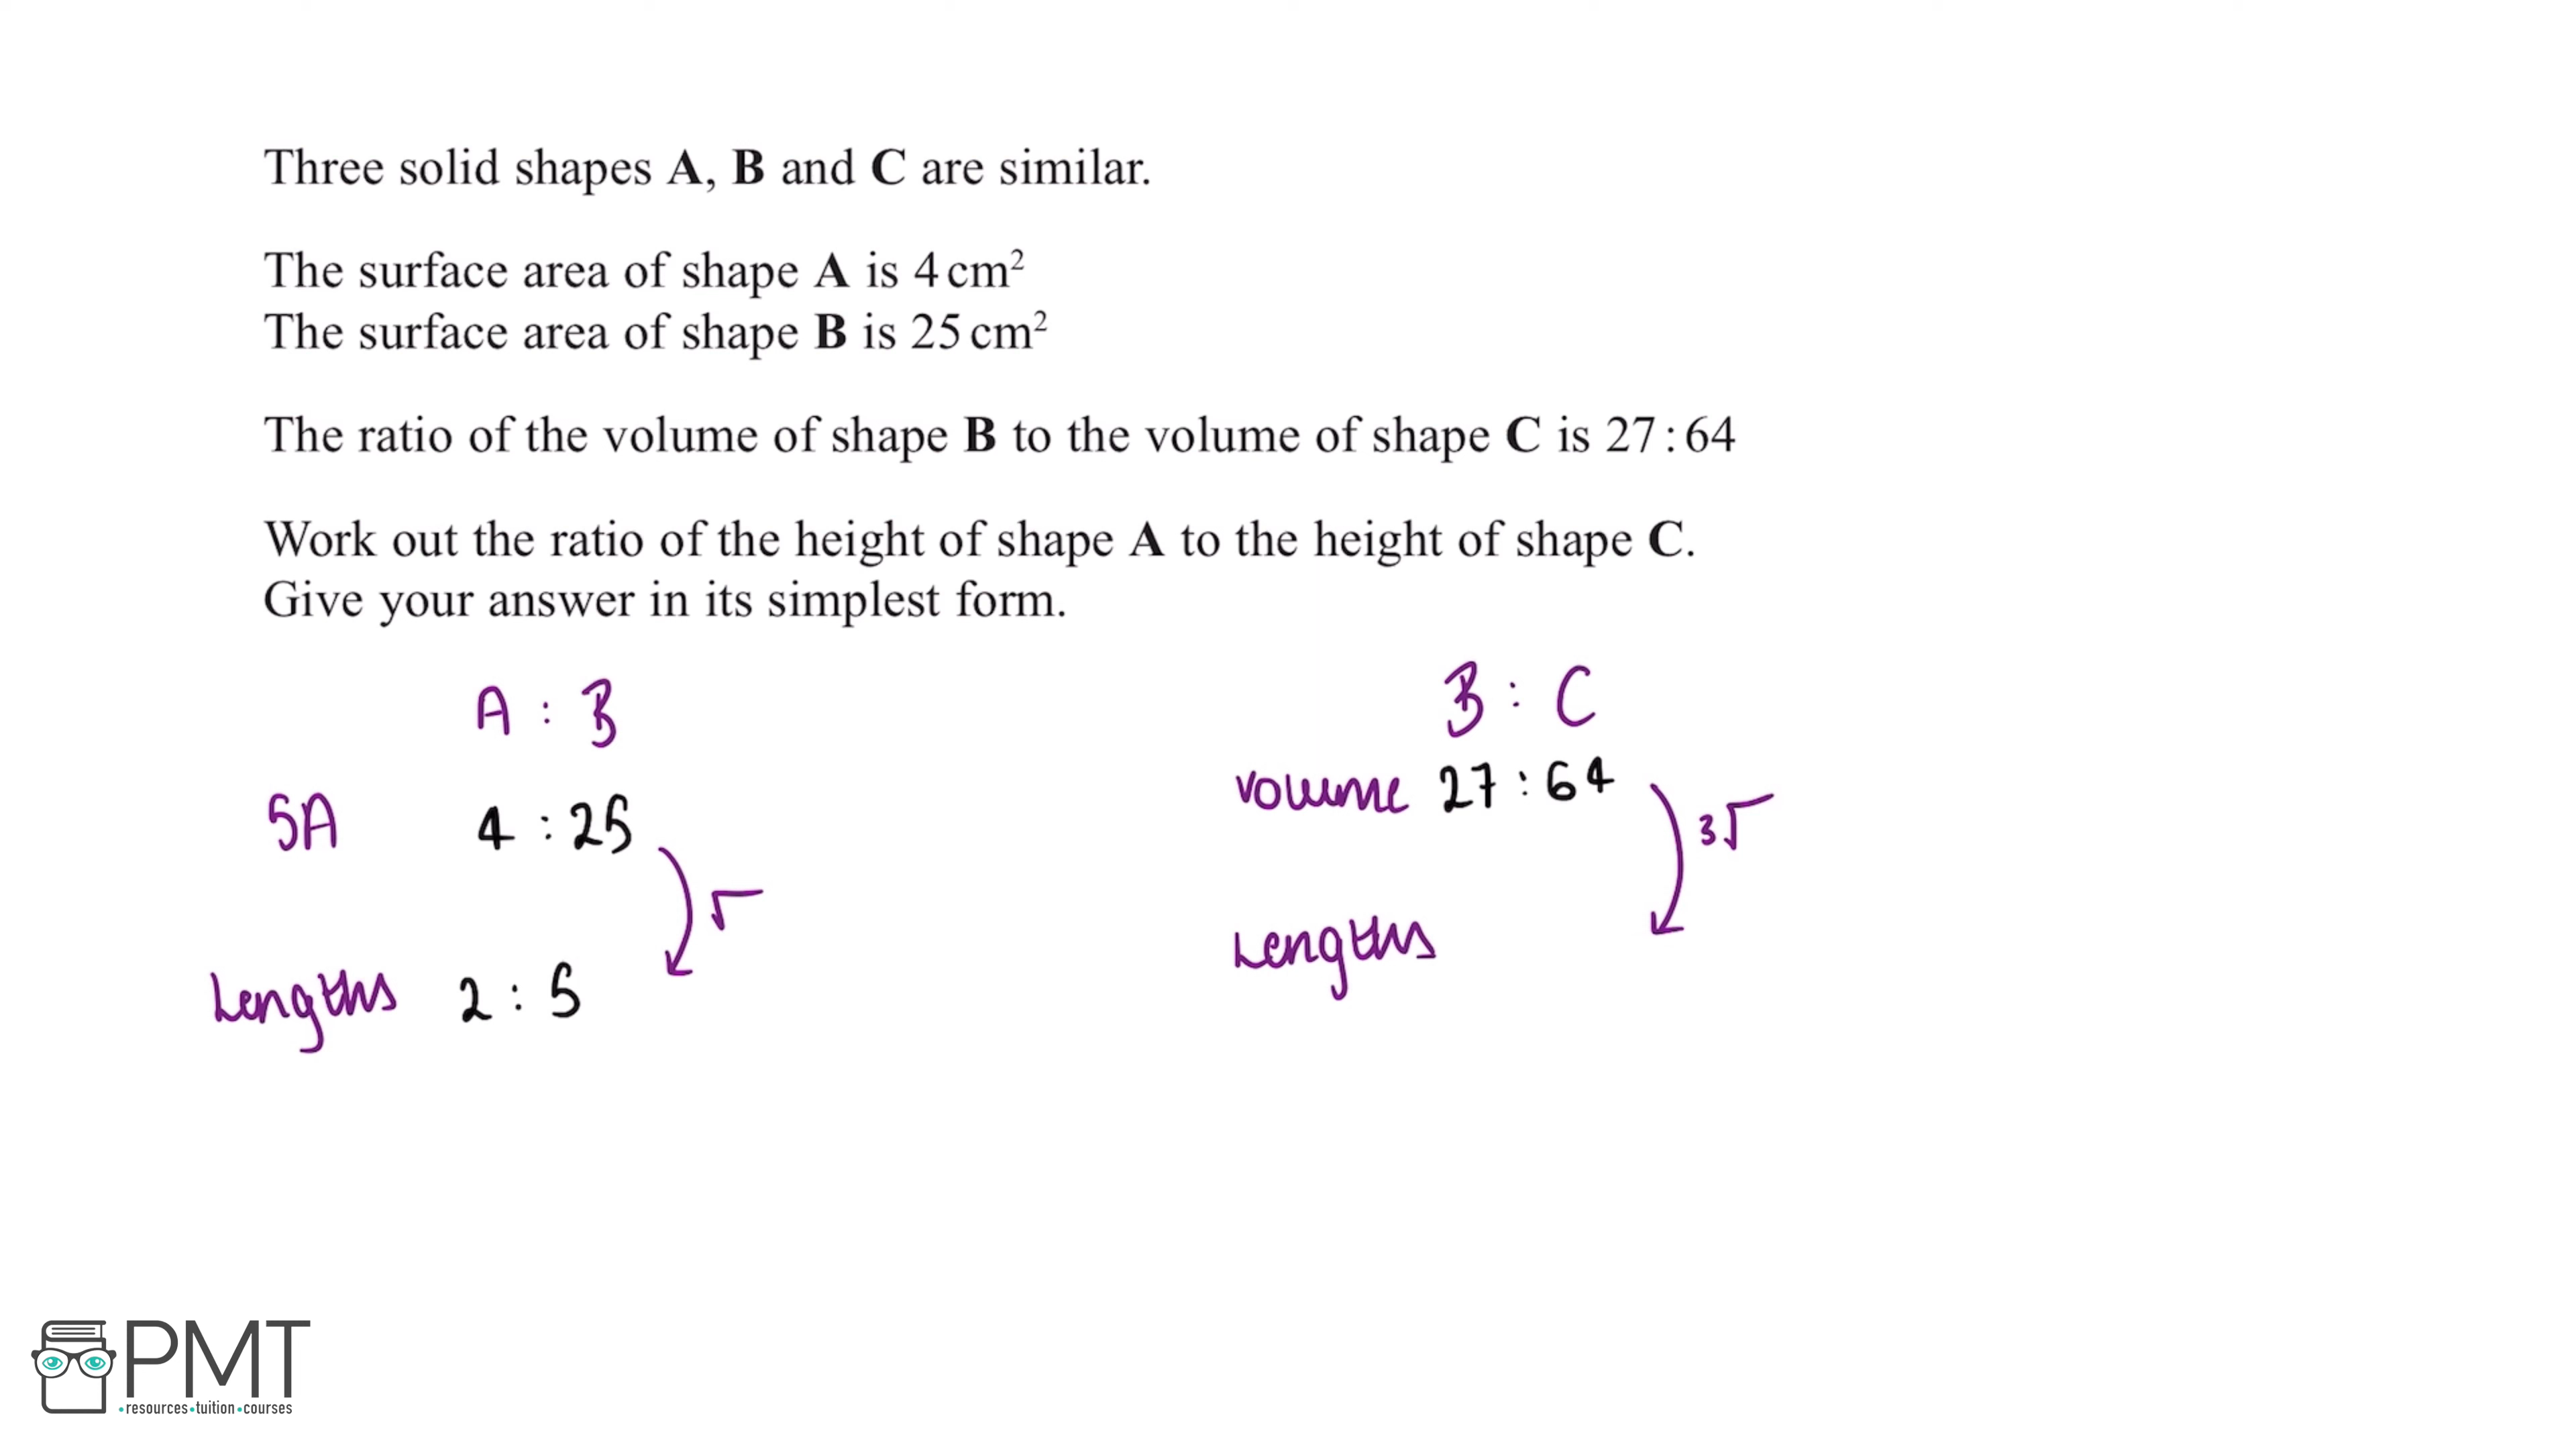 Three solid shapes A, B and C are similar.
The surface area of shape A is 4 cm²
The surface area of shape B is 25 cm²
The ratio of the volume of shape B to the volume of shape C is 27 : 64
Work out the ratio of the height of shape A to the height of shape C.
Give your answer in its simplest form.
A : B
SA 4 : 25
√
Lengths 2 : 5
B : C
volume 27 : 64
3√
Lengths
PMT
•resources•tuition•courses